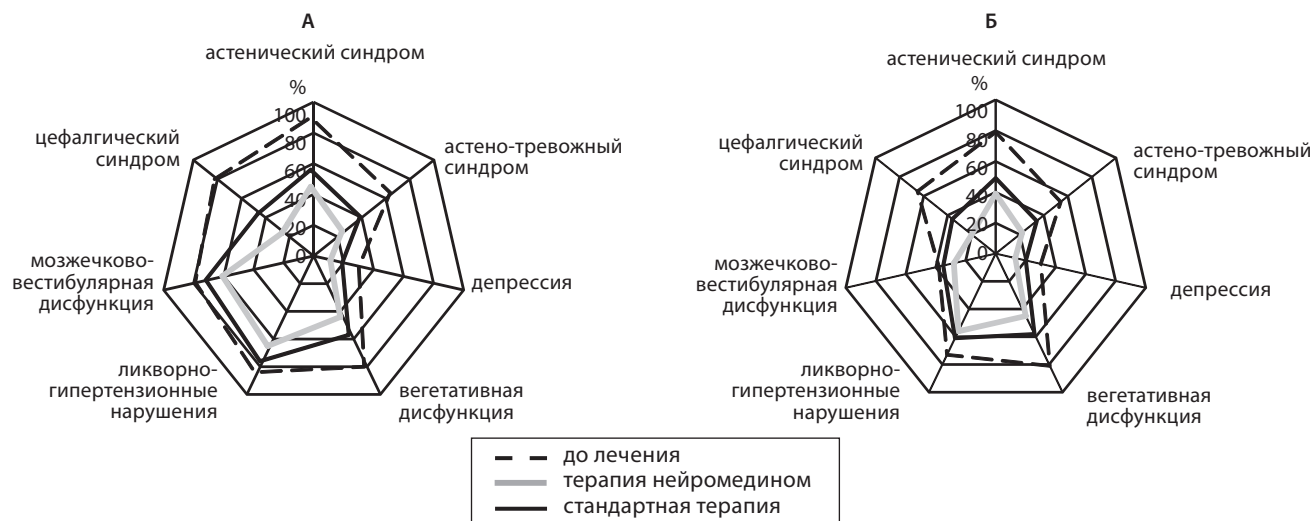 А
астенический синдром
%
100
80
60
40
20
0
астено-тревожный
синдром
депрессия
вегетативная
дисфункция
ликворно-
гипертензионные
нарушения
мозжечково-
вестибулярная
дисфункция
цефалгический
синдром
Б
астенический синдром
%
100
80
60
40
20
0
астено-тревожный
синдром
депрессия
вегетативная
дисфункция
ликворно-
гипертензионные
нарушения
мозжечково-
вестибулярная
дисфункция
цефалгический
синдром
до лечения
терапия нейромедином
стандартная терапия